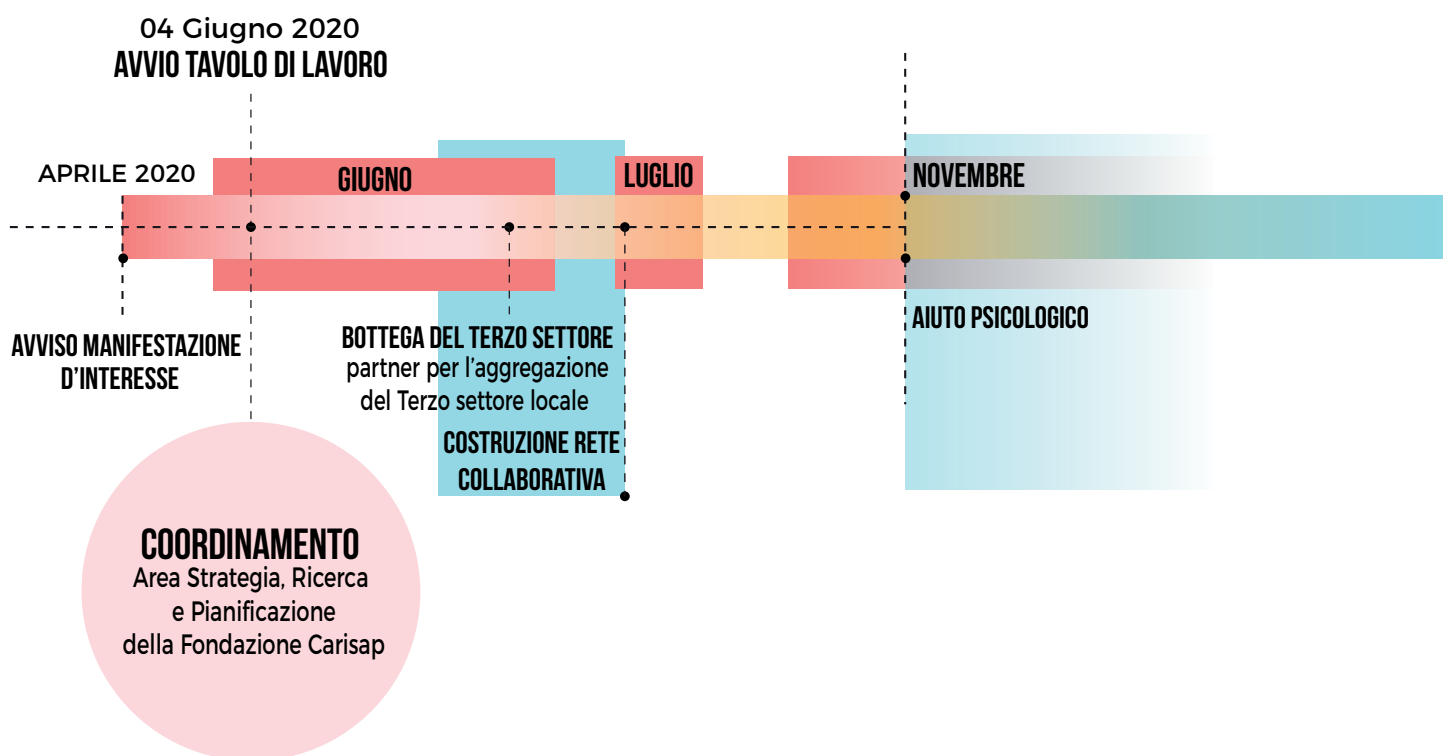 04 Giugno 2020
AVVIO TAVOLO DI LAVORO
APRILE 2020
GIUGNO
LUGLIO
NOVEMBRE
AVVISO MANIFESTAZIONE
D'INTERESSE
BOTTEGA DEL TERZO SETTORE
partner per l'aggregazione
del Terzo settore locale
COSTRUZIONE RETE
COLLABORATIVA
AIUTO PSICOLOGICO
COORDINAMENTO
Area Strategia, Ricerca
e Pianificazione
della Fondazione Carisap